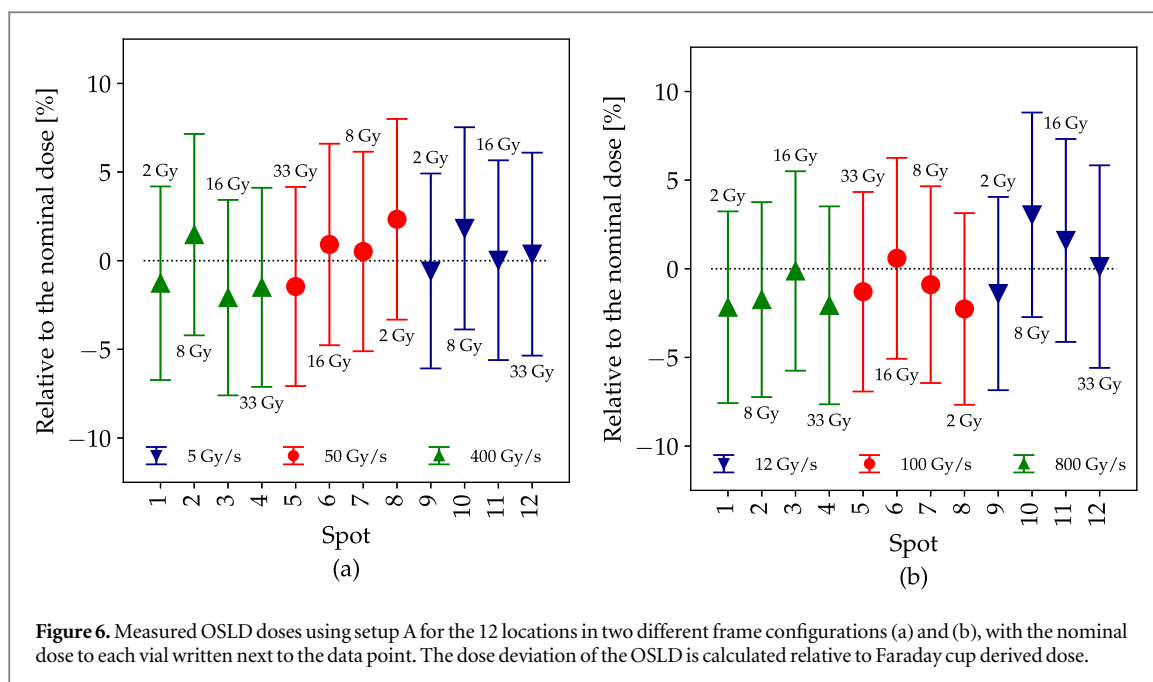 Relative to the nominal dose [%]
10
5
0
−5
−10
2 Gy
8 Gy
16 Gy
33 Gy
33 Gy
16 Gy
8 Gy
2 Gy
2 Gy
8 Gy
16 Gy
33 Gy
5 Gy/s 50 Gy/s 400 Gy/s
1 2 3 4 5 6 7 8 9 10 11 12
Spot
(a)
Relative to the nominal dose [%]
10
5
0
−5
−10
2 Gy
8 Gy
16 Gy
33 Gy
33 Gy
16 Gy
8 Gy
2 Gy
2 Gy
8 Gy
16 Gy
33 Gy
12 Gy/s 100 Gy/s 800 Gy/s
1 2 3 4 5 6 7 8 9 10 11 12
Spot
(b)
Figure 6. Measured OSLD doses using setup A for the 12 locations in two different frame configurations (a) and (b), with the nominal
dose to each vial written next to the data point. The dose deviation of the OSLD is calculated relative to Faraday cup derived dose.